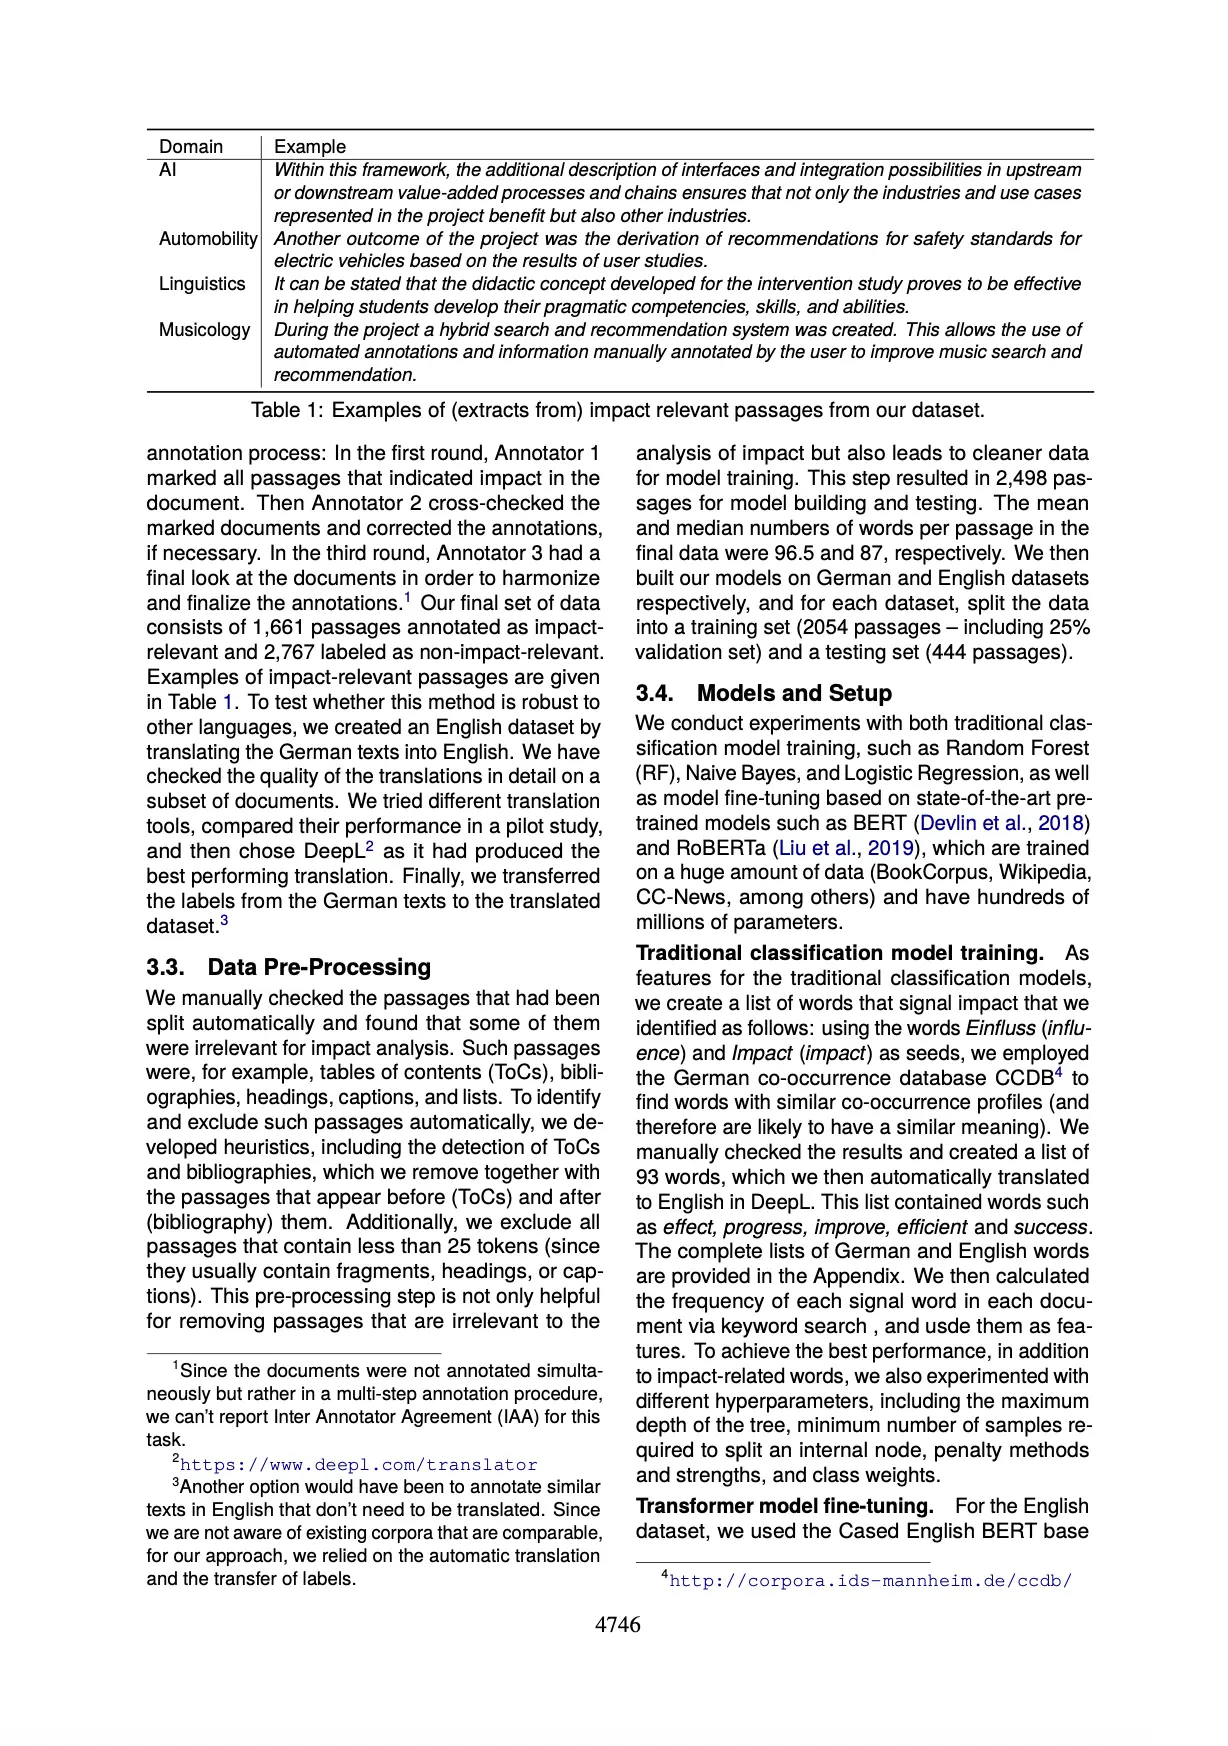 Domain Example
AI Within this framework, the additional description of interfaces and integration possibilities in upstream
or downstream value-added processes and chains ensures that not only the industries and use cases
represented in the project benefit but also other industries.
Automobility Another outcome of the project was the derivation of recommendations for safety standards for
electric vehicles based on the results of user studies.
Linguistics It can be stated that the didactic concept developed for the intervention study proves to be effective
in helping students develop their pragmatic competencies, skills, and abilities.
Musicology During the project a hybrid search and recommendation system was created. This allows the use of
automated annotations and information manually annotated by the user to improve music search and
recommendation.
Table 1: Examples of (extracts from) impact relevant passages from our dataset.
annotation process: In the first round, Annotator 1
marked all passages that indicated impact in the
document. Then Annotator 2 cross-checked the
marked documents and corrected the annotations,
if necessary. In the third round, Annotator 3 had a
final look at the documents in order to harmonize
and finalize the annotations.1 Our final set of data
consists of 1,661 passages annotated as impact-
relevant and 2,767 labeled as non-impact-relevant.
Examples of impact-relevant passages are given
in Table 1. To test whether this method is robust to
other languages, we created an English dataset by
translating the German texts into English. We have
checked the quality of the translations in detail on a
subset of documents. We tried different translation
tools, compared their performance in a pilot study,
and then chose DeepL2 as it had produced the
best performing translation. Finally, we transferred
the labels from the German texts to the translated
dataset.3
3.3. Data Pre-Processing
We manually checked the passages that had been
split automatically and found that some of them
were irrelevant for impact analysis. Such passages
were, for example, tables of contents (ToCs), bibli-
ographies, headings, captions, and lists. To identify
and exclude such passages automatically, we de-
veloped heuristics, including the detection of ToCs
and bibliographies, which we remove together with
the passages that appear before (ToCs) and after
(bibliography) them. Additionally, we exclude all
passages that contain less than 25 tokens (since
they usually contain fragments, headings, or cap-
tions). This pre-processing step is not only helpful
for removing passages that are irrelevant to the
1Since the documents were not annotated simulta-
neously but rather in a multi-step annotation procedure,
we can't report Inter Annotator Agreement (IAA) for this
task.
2https://www.deepl.com/translator
3Another option would have been to annotate similar
texts in English that don't need to be translated. Since
we are not aware of existing corpora that are comparable,
for our approach, we relied on the automatic translation
and the transfer of labels.
analysis of impact but also leads to cleaner data
for model training. This step resulted in 2,498 pas-
sages for model building and testing. The mean
and median numbers of words per passage in the
final data were 96.5 and 87, respectively. We then
built our models on German and English datasets
respectively, and for each dataset, split the data
into a training set (2054 passages – including 25%
validation set) and a testing set (444 passages).
3.4. Models and Setup
We conduct experiments with both traditional clas-
sification model training, such as Random Forest
(RF), Naive Bayes, and Logistic Regression, as well
as model fine-tuning based on state-of-the-art pre-
trained models such as BERT (Devlin et al., 2018)
and RoBERTa (Liu et al., 2019), which are trained
on a huge amount of data (BookCorpus, Wikipedia,
CC-News, among others) and have hundreds of
millions of parameters.
Traditional classification model training. As
features for the traditional classification models,
we create a list of words that signal impact that we
identified as follows: using the words Einfluss (influ-
ence) and Impact (impact) as seeds, we employed
the German co-occurrence database CCDB4 to
find words with similar co-occurrence profiles (and
therefore are likely to have a similar meaning). We
manually checked the results and created a list of
93 words, which we then automatically translated
to English in DeepL. This list contained words such
as effect, progress, improve, efficient and success.
The complete lists of German and English words
are provided in the Appendix. We then calculated
the frequency of each signal word in each docu-
ment via keyword search , and usde them as fea-
tures. To achieve the best performance, in addition
to impact-related words, we also experimented with
different hyperparameters, including the maximum
depth of the tree, minimum number of samples re-
quired to split an internal node, penalty methods
and strengths, and class weights.
Transformer model fine-tuning. For the English
dataset, we used the Cased English BERT base
4http://corpora.ids-mannheim.de/ccdb/
4746